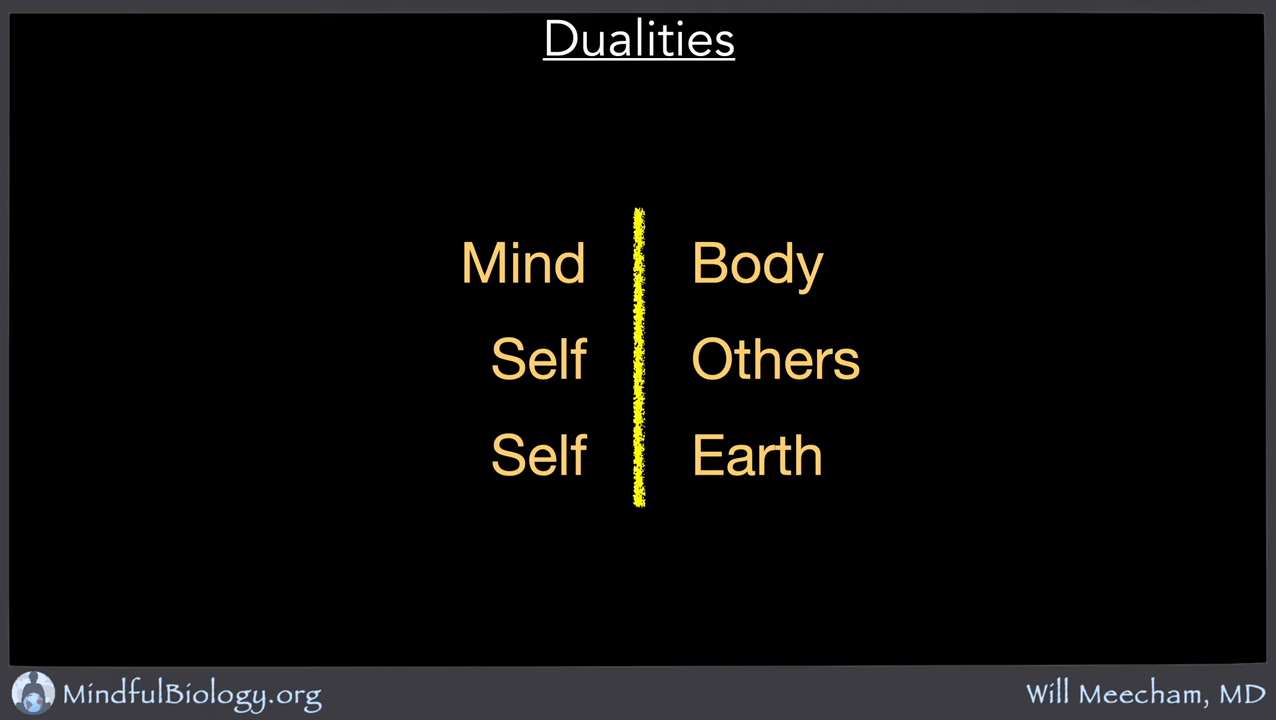 Dualities
Mind Body
Self Others
Self Earth
MindfulBiology.org Will Meecham, MD